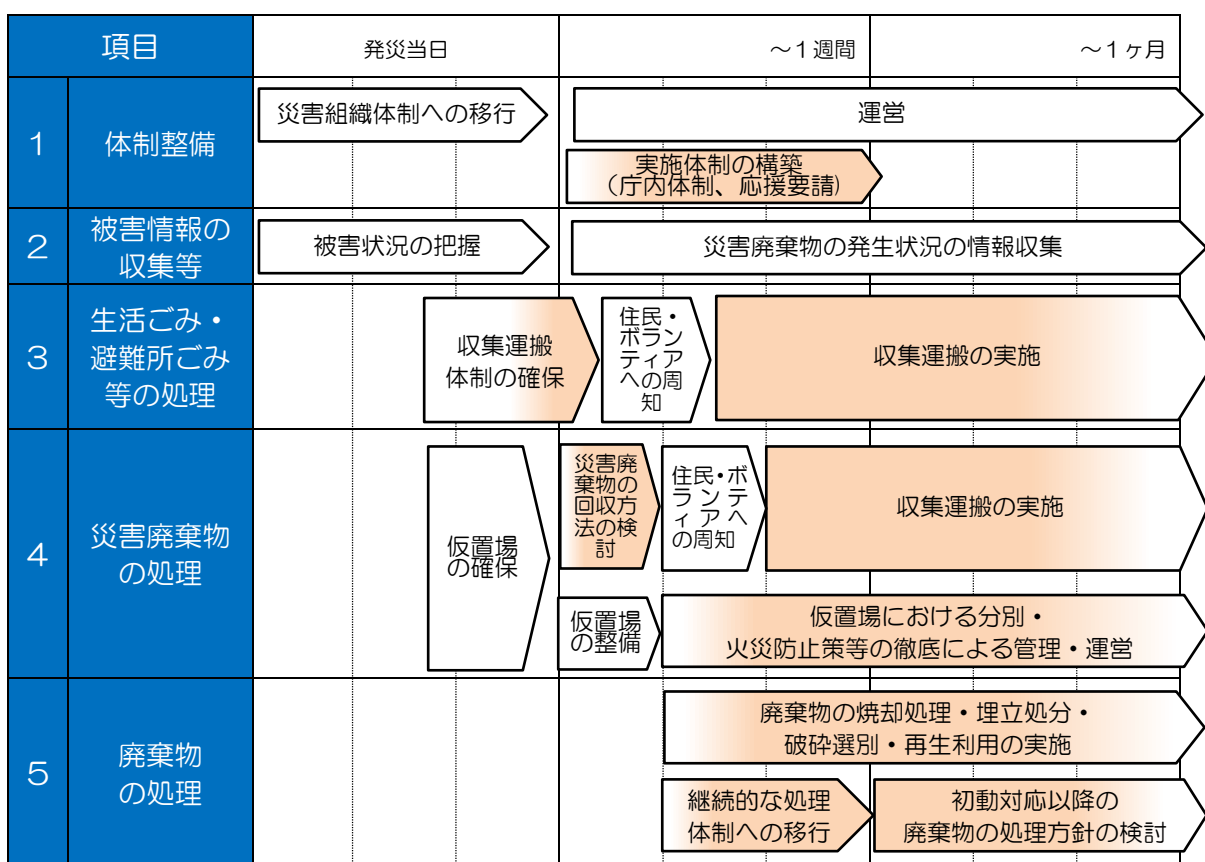 項目
発災当日
～１週間
～１ヶ月
1
体制整備
災害組織体制への移行
運営
実施体制の構築
（庁内体制、応援要請）
2
被害情報の
収集等
被害状況の把握
災害廃棄物の発生状況の情報収集
3
生活ごみ・
避難所ごみ
等の処理
収集運搬
体制の確保
住民・
ボラン
ティア
への周
知
収集運搬の実施
4
災害廃棄物
の処理
仮置場
の確保
災害廃
棄物の
回収方
法の検
討
住民・ボ
ランテ
ィアへ
の周知
収集運搬の実施
仮置場
の整備
仮置場における分別・
火災防止策等の徹底による管理・運営
5
廃棄物
の処理
廃棄物の焼却処理・埋立処分・
破砕選別・再生利用の実施
継続的な処理
体制への移行
初動対応以降の
廃棄物の処理方針の検討